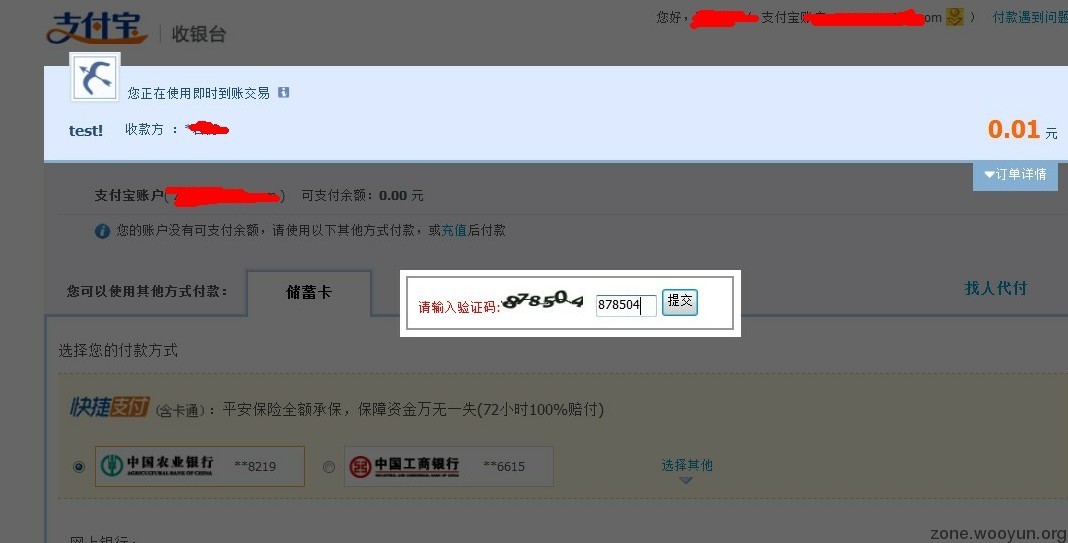 支付宝 | 收银台
您好, ( 支付宝账户 om ) 付款遇到问题
您正在使用即时到账交易
test! 收款方 : *
0.01 元
订单详情
支付宝账户( ) 可支付余额: 0.00 元
您的账户没有可支付余额, 请使用以下其他方式付款, 或充值后付款
您可以使用其他方式付款: 储蓄卡
请输入验证码: 878504 878504 提交
找人代付
选择您的付款方式
快捷支付 (含卡通) : 平安保险全额承保, 保障资金万无一失(72小时100%赔付)
中国农业银行 **8219 中国工商银行 **6615 选择其他
AGRICULTURAL BANK OF CHINA
网上银行:
zone.wooyun.org